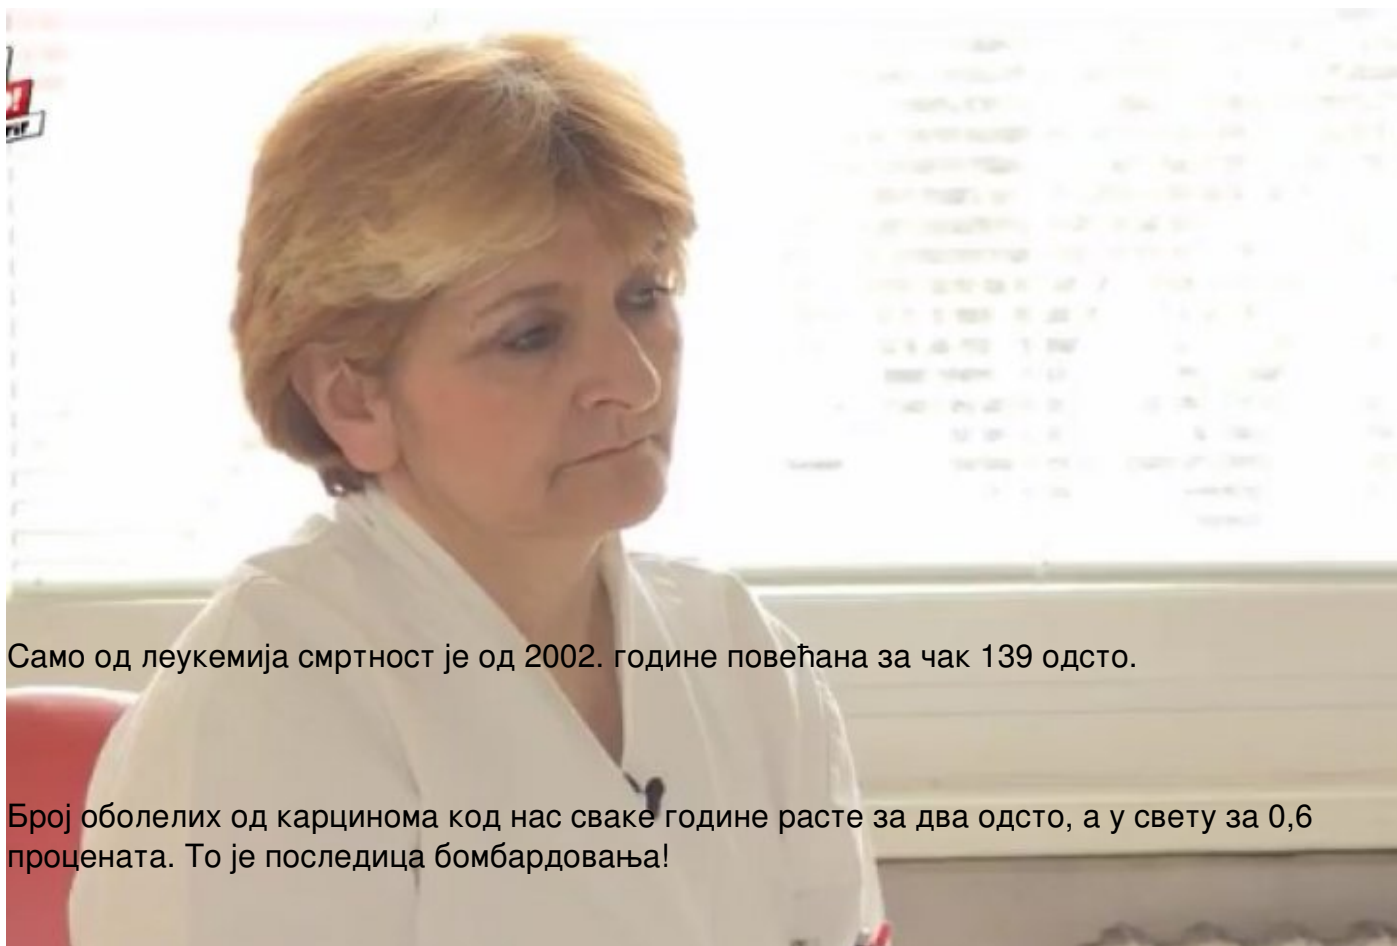 Само од леукемија смртност је од 2002. године повећана за чак 139 одсто.
Број оболелих од карцинома код нас сваке године расте за два одсто, а у свету за 0,6
процената. То је последица бомбардовања!